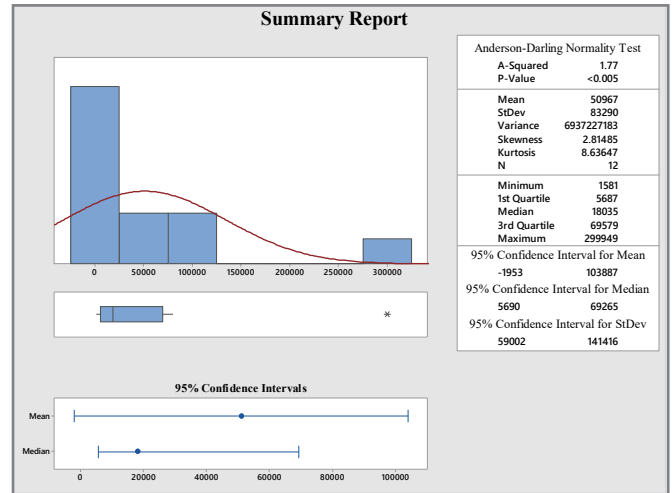 Summary Report
0 50000 100000 150000 200000 250000 300000
*
95% Confidence Intervals
Mean
Median
0 20000 40000 60000 80000 100000
Anderson-Darling Normality Test
A-Squared 1.77
P-Value <0.005
Mean 50967
StDev 83290
Variance 6937227183
Skewness 2.81485
Kurtosis 8.63647
N 12
Minimum 1581
1st Quartile 5687
Median 18035
3rd Quartile 69579
Maximum 299949
95% Confidence Interval for Mean
-1953 103887
95% Confidence Interval for Median
5690 69265
95% Confidence Interval for StDev
59002 141416